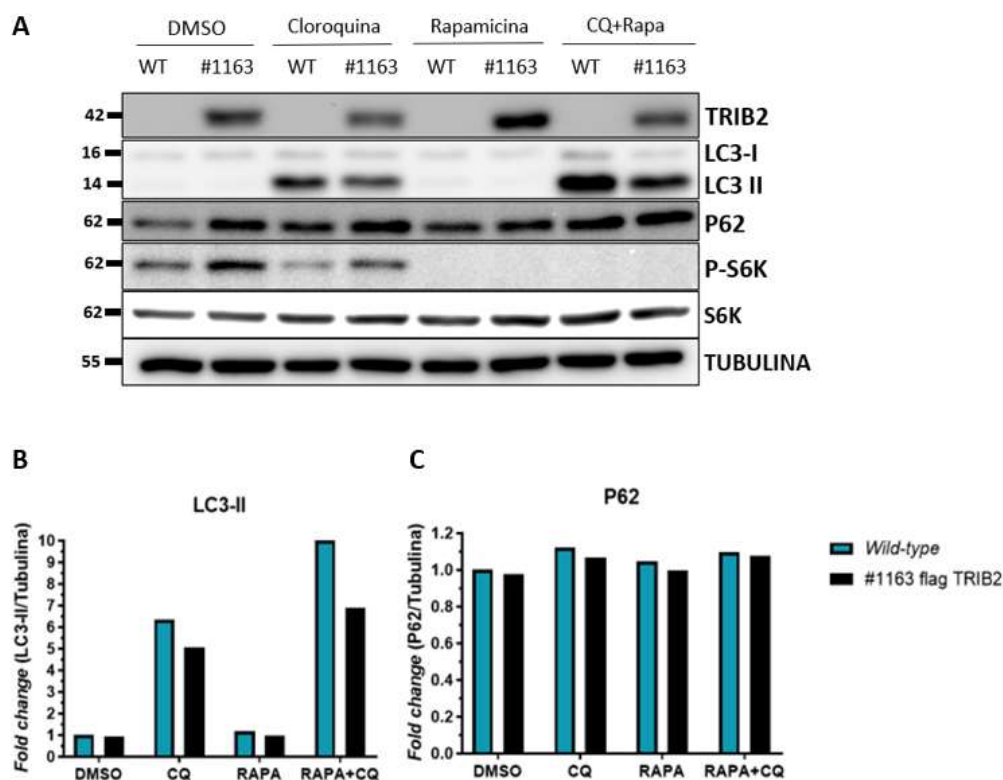 A
DMSO Cloroquina Rapamicina CQ+Rapa
WT #1163 WT #1163 WT #1163 WT #1163
42 TRIB2
16 LC3-I
14 LC3 II
62 P62
62 P-S6K
62 S6K
55 TUBULINA
B
LC3-II
Fold change (LC3-II/Tubulina)
10
9
8
7
6
5
4
3
2
1
0
DMSO CQ RAPA RAPA+CQ
C
P62
Fold change (P62/Tubulina)
1.2
1.0
0.8
0.6
0.4
0.2
0.0
DMSO CQ RAPA RAPA+CQ
Wild-type
#1163 flag TRIB2